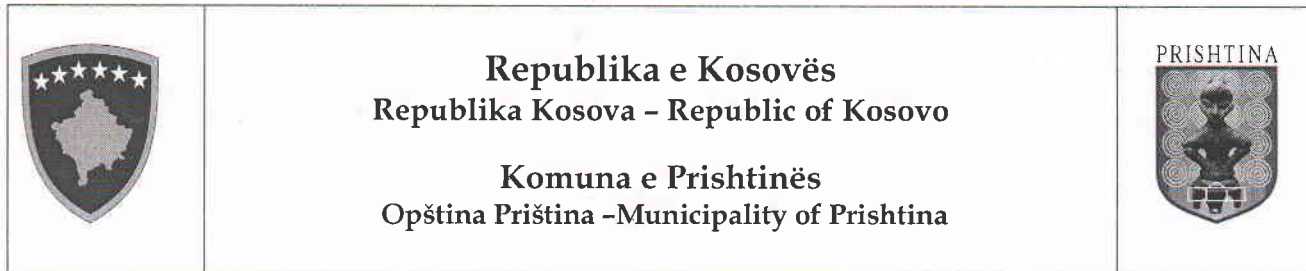 Republika e Kosovës
Republika Kosova – Republic of Kosovo
Komuna e Prishtinës
Opština Priština –Municipality of Prishtina
PRISHTINA